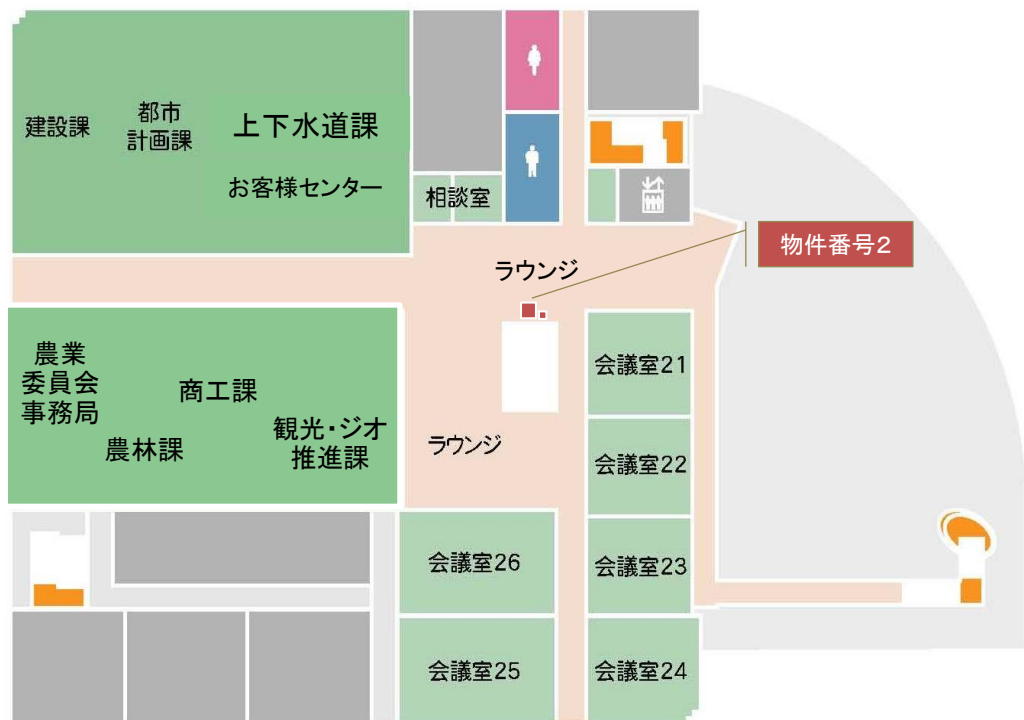 建設課
都市
計画課
上下水道課
お客様センター
相談室
物件番号2
ラウンジ
農業
委員会
事務局
商工課
農林課
観光・ジオ
推進課
ラウンジ
会議室21
会議室22
会議室26
会議室23
会議室25
会議室24